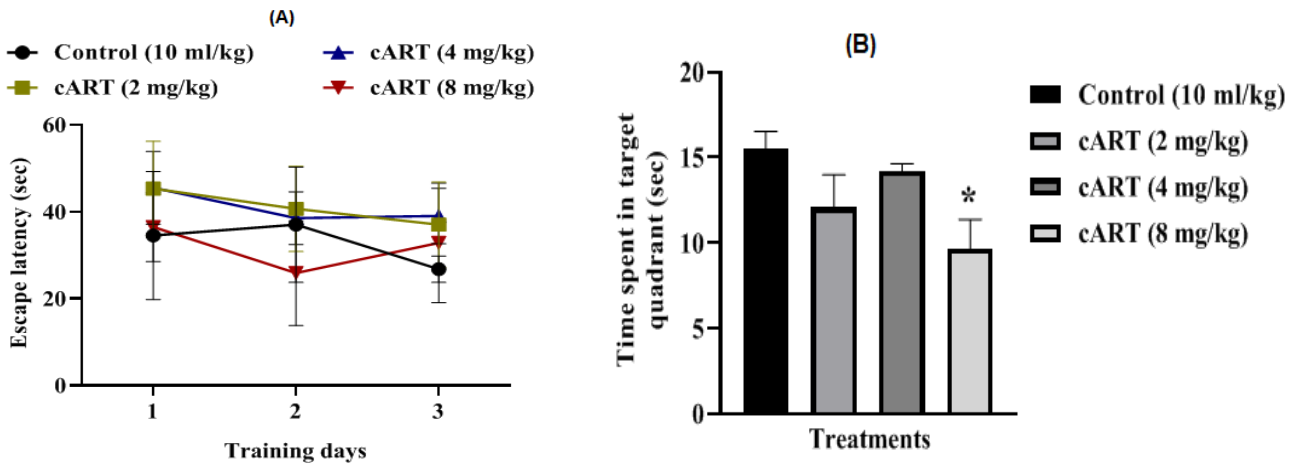 (A)
Control (10 ml/kg)
cART (4 mg/kg)
cART (2 mg/kg)
cART (8 mg/kg)
Escape latency (sec)
60
40
20
0
1 2 3
Training days
(B)
Time spent in target
quadrant (sec)
20
15
10
5
0
*
Treatments
Control (10 ml/kg)
cART (2 mg/kg)
cART (4 mg/kg)
cART (8 mg/kg)